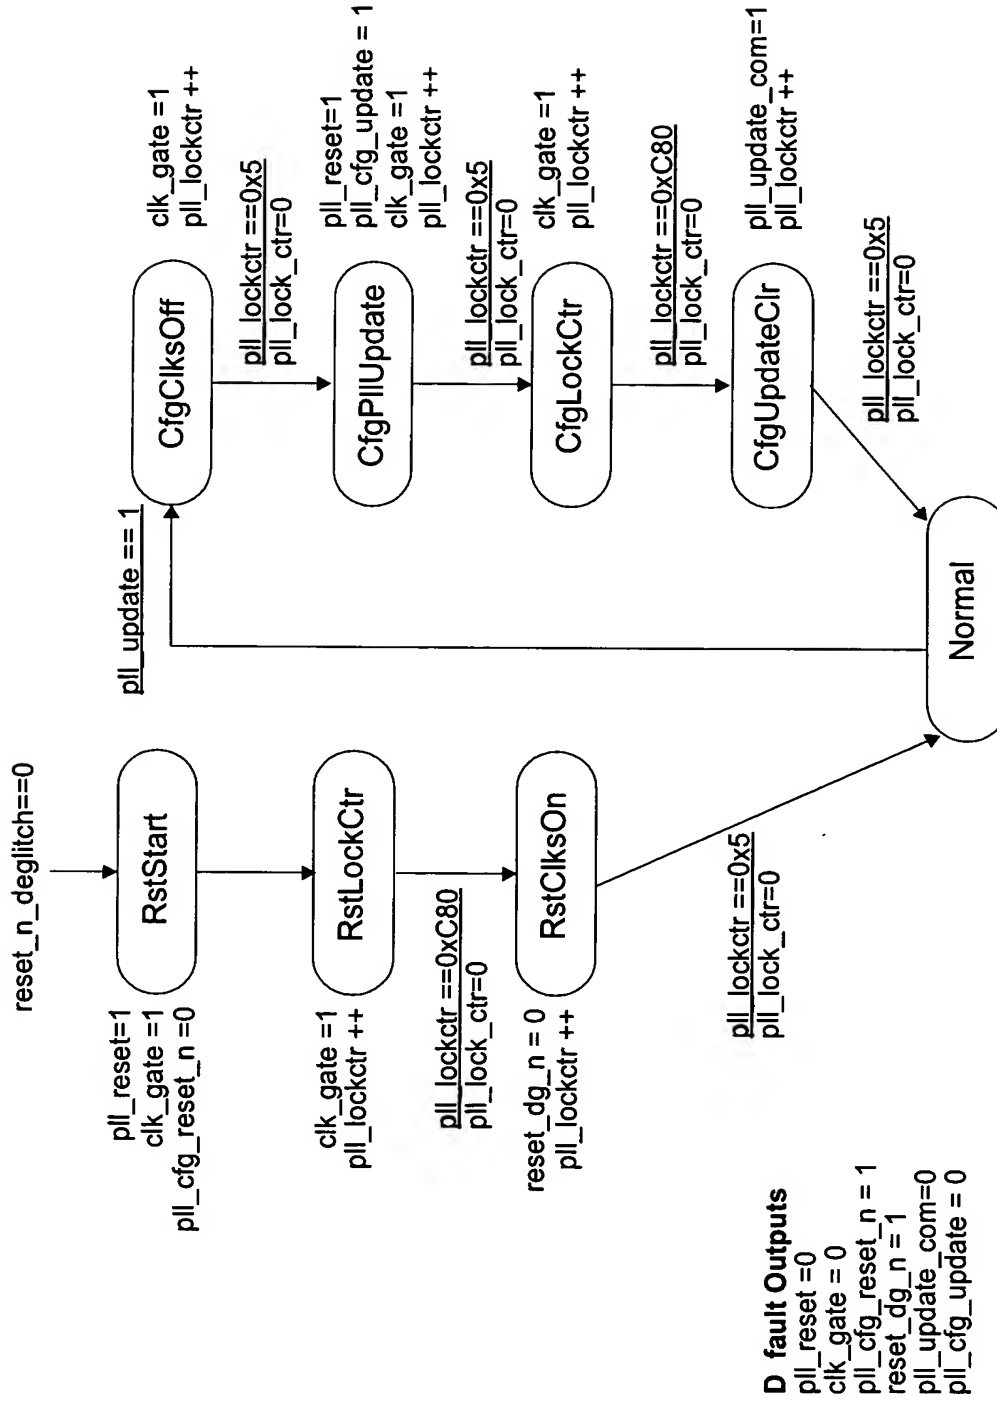 reset_n_deglitch==0
RstStart
pll_reset=1
clk_gate =1
pll_cfg_reset_n =0
RstLockCtr
clk_gate =1
pll_lockctr ++
pll_lockctr ==0xC80
pll_lock_ctr=0
RstClksOn
reset_dg_n = 0
pll_lockctr ++
pll_lockctr ==0x5
pll_lock_ctr=0
Normal
pll_update == 1
CfgClksOff
clk_gate =1
pll_lockctr ++
pll_lockctr ==0x5
pll_lock_ctr=0
CfgPllUpdate
pll_reset=1
pll_cfg_update = 1
clk_gate =1
pll_lockctr ++
pll_lockctr ==0x5
pll_lock_ctr=0
CfgLockCtr
clk_gate =1
pll_lockctr ++
pll_lockctr ==0xC80
pll_lock_ctr=0
CfgUpdateClr
pll_update_com=1
pll_lockctr ++
pll_lockctr ==0x5
pll_lock_ctr=0
D fault Outputs
pll_reset =0
clk_gate = 0
pll_cfg_reset_n = 1
reset_dg_n = 1
pll_update_com=0
pll_cfg_update = 0